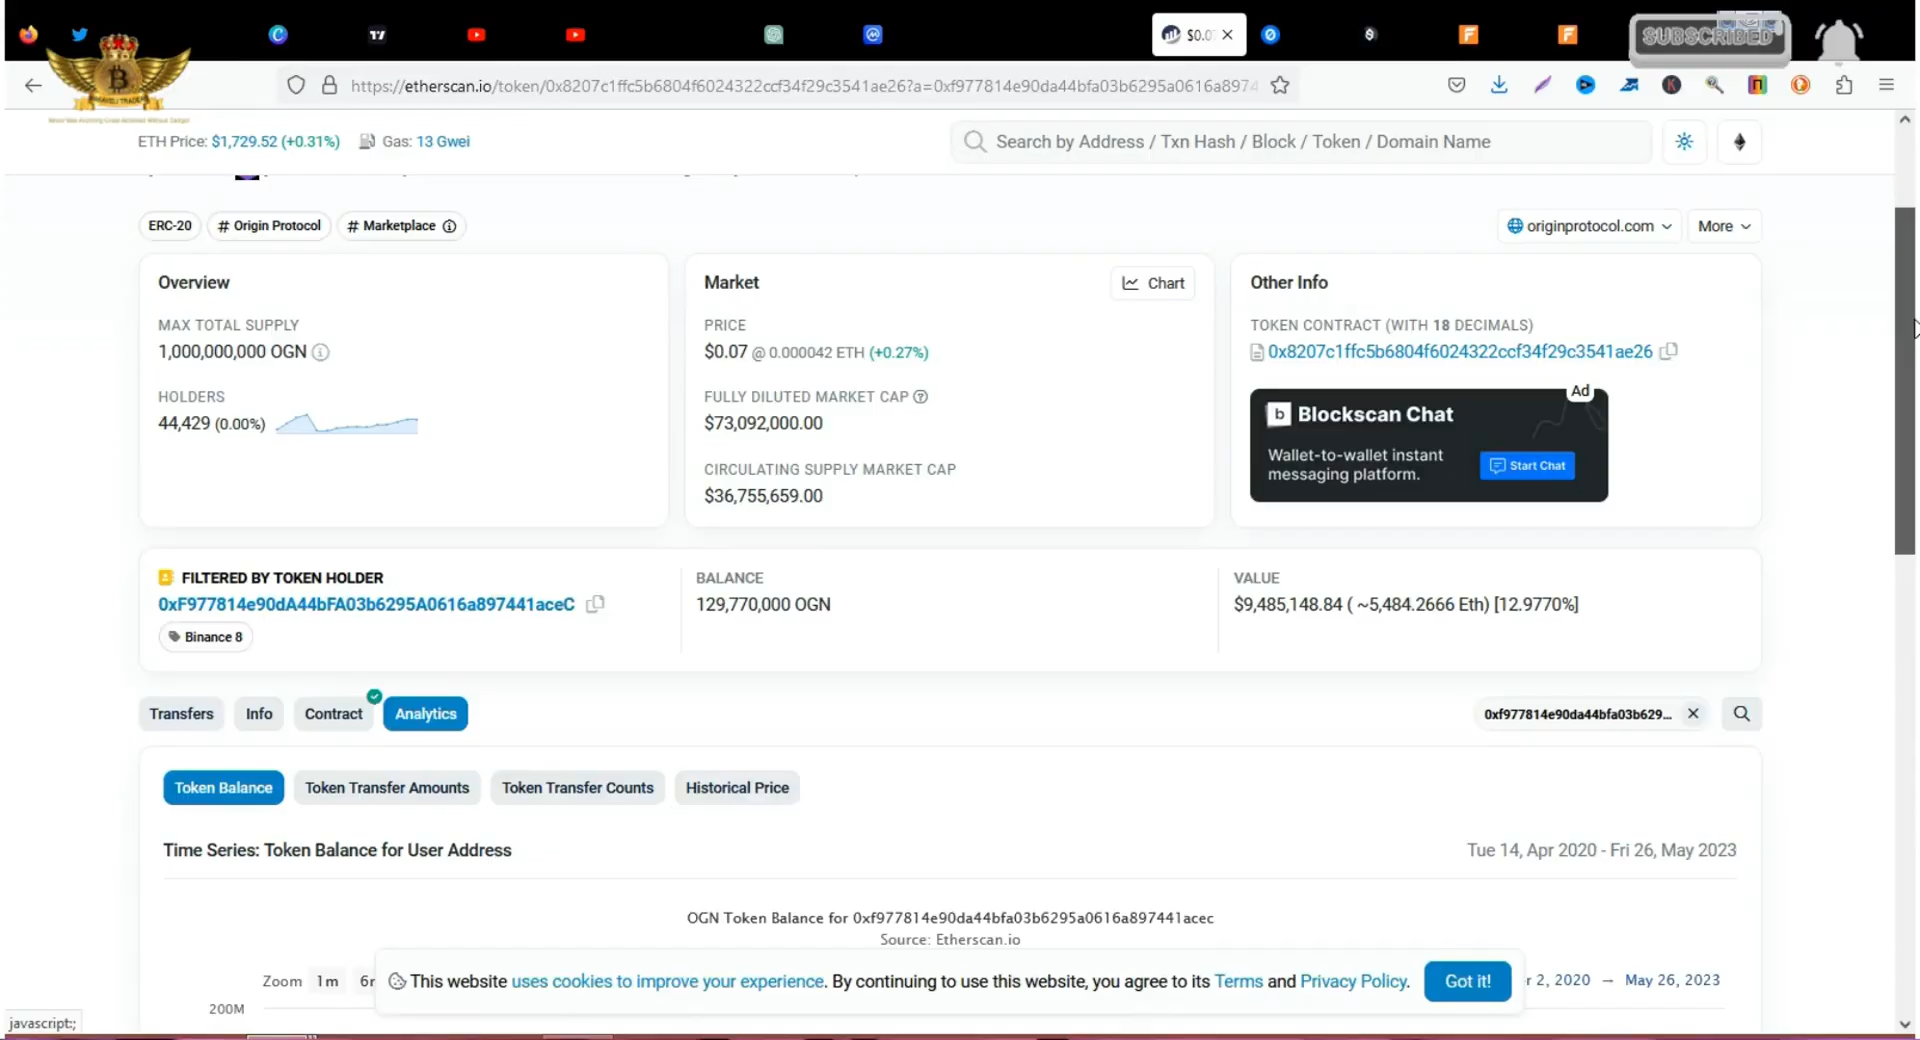 $0.0
SUBSCRIBED
https://etherscan.io/token/0x8207c1ffc5b6804f6024322ccf34f29c3541ae26?a=0xf977814e90da44bfa03b6295a0616a8974
ETH Price: $1,729.52 (+0.31%) Gas: 13 Gwei
Search by Address / Txn Hash / Block / Token / Domain Name
ERC-20 # Origin Protocol # Marketplace
originprotocol.com More
Overview
MAX TOTAL SUPPLY
1,000,000,000 OGN
HOLDERS
44,429 (0.00%)
Market
Chart
PRICE
$0.07 @ 0.000042 ETH (+0.27%)
FULLY DILUTED MARKET CAP
$73,092,000.00
CIRCULATING SUPPLY MARKET CAP
$36,755,659.00
Other Info
TOKEN CONTRACT (WITH 18 DECIMALS)
0x8207c1ffc5b6804f6024322ccf34f29c3541ae26
Ad
b Blockscan Chat
Wallet-to-wallet instant
messaging platform.
Start Chat
FILTERED BY TOKEN HOLDER
0xF977814e90dA44bFA03b6295A0616a897441aceC
Binance 8
BALANCE
129,770,000 OGN
VALUE
$9,485,148.84 ( ~5,484.2666 Eth) [12.9770%]
Transfers Info Contract Analytics
0xf977814e90da44bfa03b629...
Token Balance Token Transfer Amounts Token Transfer Counts Historical Price
Time Series: Token Balance for User Address
Tue 14, Apr 2020 - Fri 26, May 2023
OGN Token Balance for 0xf977814e90da44bfa03b6295a0616a897441acec
Source: Etherscan.io
Zoom 1m 6r
This website uses cookies to improve your experience. By continuing to use this website, you agree to its Terms and Privacy Policy. Got it!
r 2, 2020 → May 26, 2023
200M
javascript:;